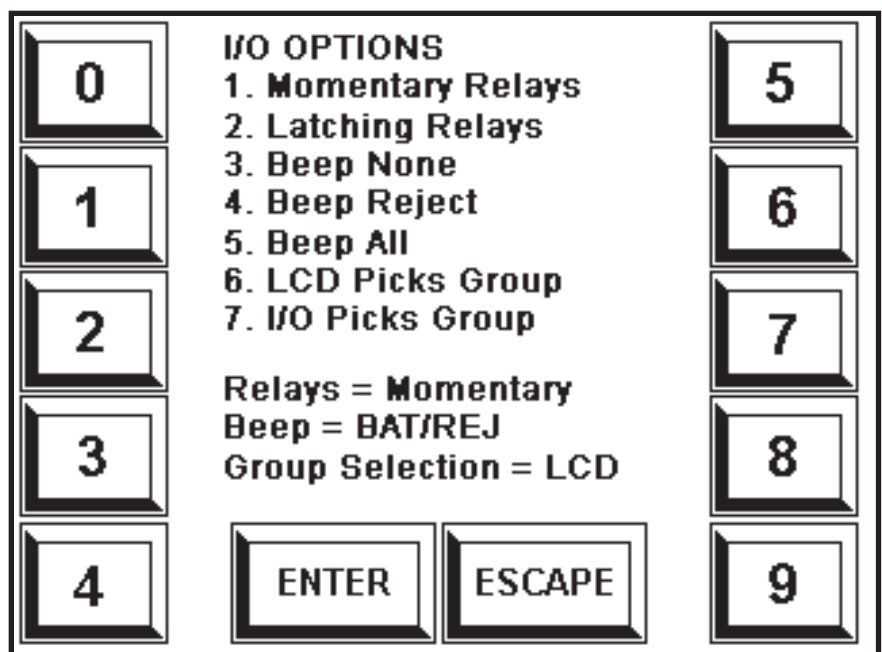 0
1
2
3
4
I/O OPTIONS
1. Momentary Relays
2. Latching Relays
3. Beep None
4. Beep Reject
5. Beep All
6. LCD Picks Group
7. I/O Picks Group
Relays = Momentary
Beep = BAT/REJ
Group Selection = LCD
ENTER
ESCAPE
5
6
7
8
9